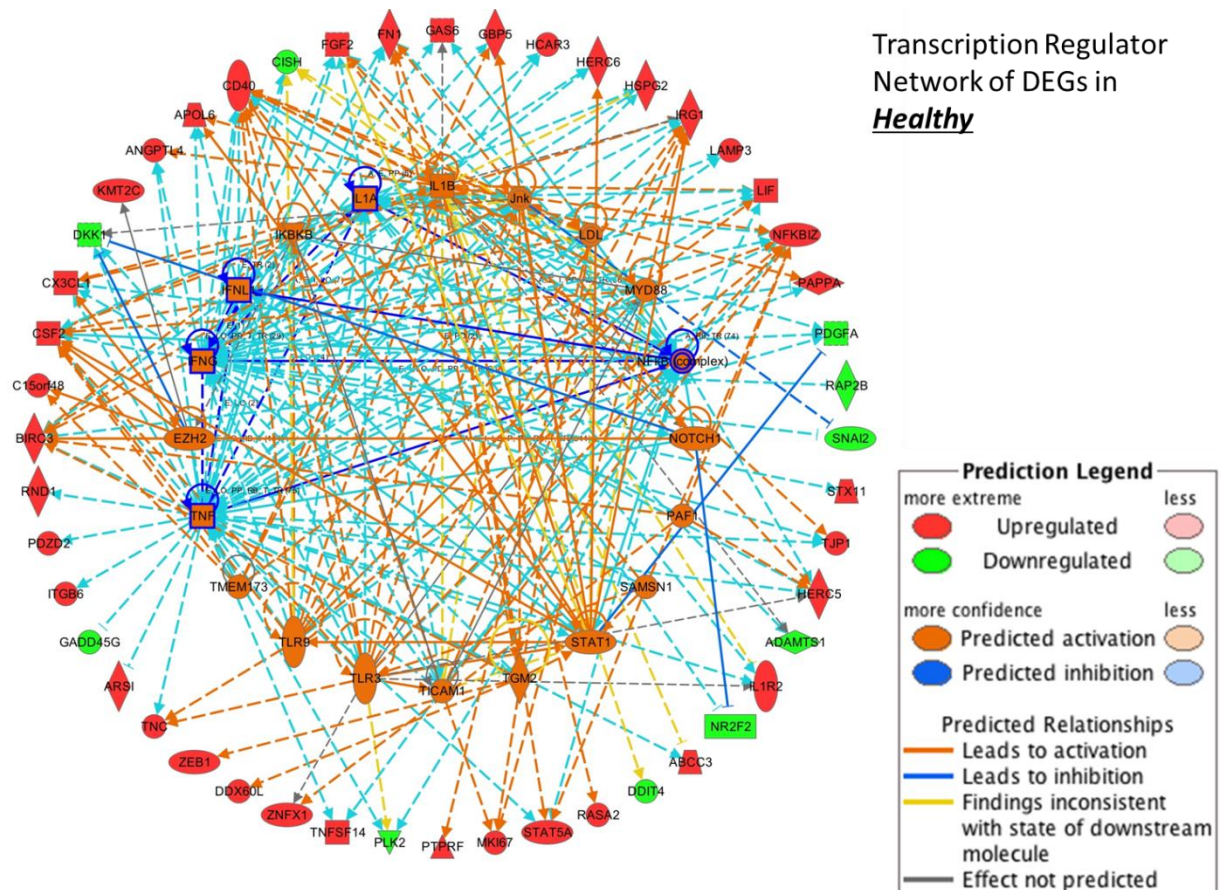 Transcription Regulator
Network of DEGs in
Healthy
FN1
GAS6
GBP5
FGF2
HCAR3
CISH
HERC6
CD40
HSPG2
APOL6
IRG1
ANGPTL4
LAMP3
KMT2C
IL1A
IL1B
Jnk
LIF
DKK1
IKBKB
LDL
NFKBIZ
CX3CL1
IFNL1
MYD88
PAPPA
CSF2
PDGFA
IFNG
NFkB (complex)
C15orf48
RAP2B
BIRC3
EZH2
NOTCH1
SNAI2
RND1
STX11
TNF
PAF1
PDZD2
TJP1
ITGB6
TMEM173
SAMSN1
HERC5
GADD45G
TLR9
STAT1
ADAMTS1
ARSI
TLR3
TICAM1
TGM2
IL1R2
TNC
NR2F2
ZEB1
ABCC3
DDX60L
DDIT4
ZNFX1
RASA2
TNFSF14
PLK2
PTPRF
MKI67
STAT5A
Prediction Legend
more extreme less
Upregulated
Downregulated
more confidence less
Predicted activation
Predicted inhibition
Predicted Relationships
Leads to activation
Leads to inhibition
Findings inconsistent
with state of downstream
molecule
Effect not predicted